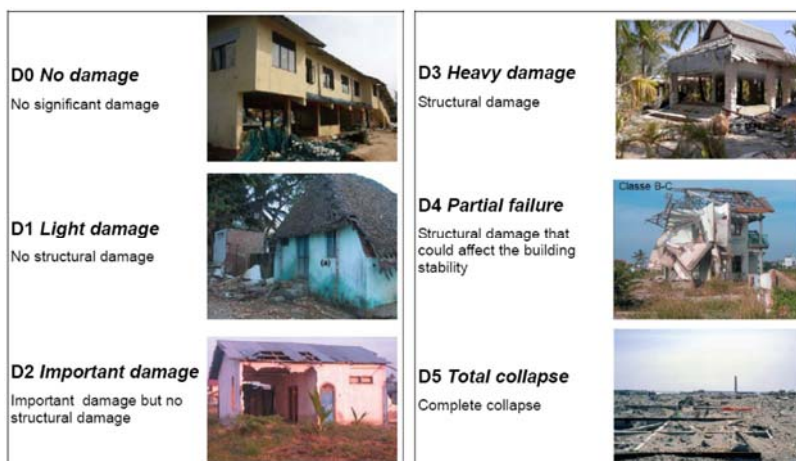 D0 No damage
No significant damage
D1 Light damage
No structural damage
(a)
D2 Important damage
Important damage but no
structural damage
D3 Heavy damage
Structural damage
Classe B-C
D4 Partial failure
Structural damage that
could affect the building
stability
D5 Total collapse
Complete collapse